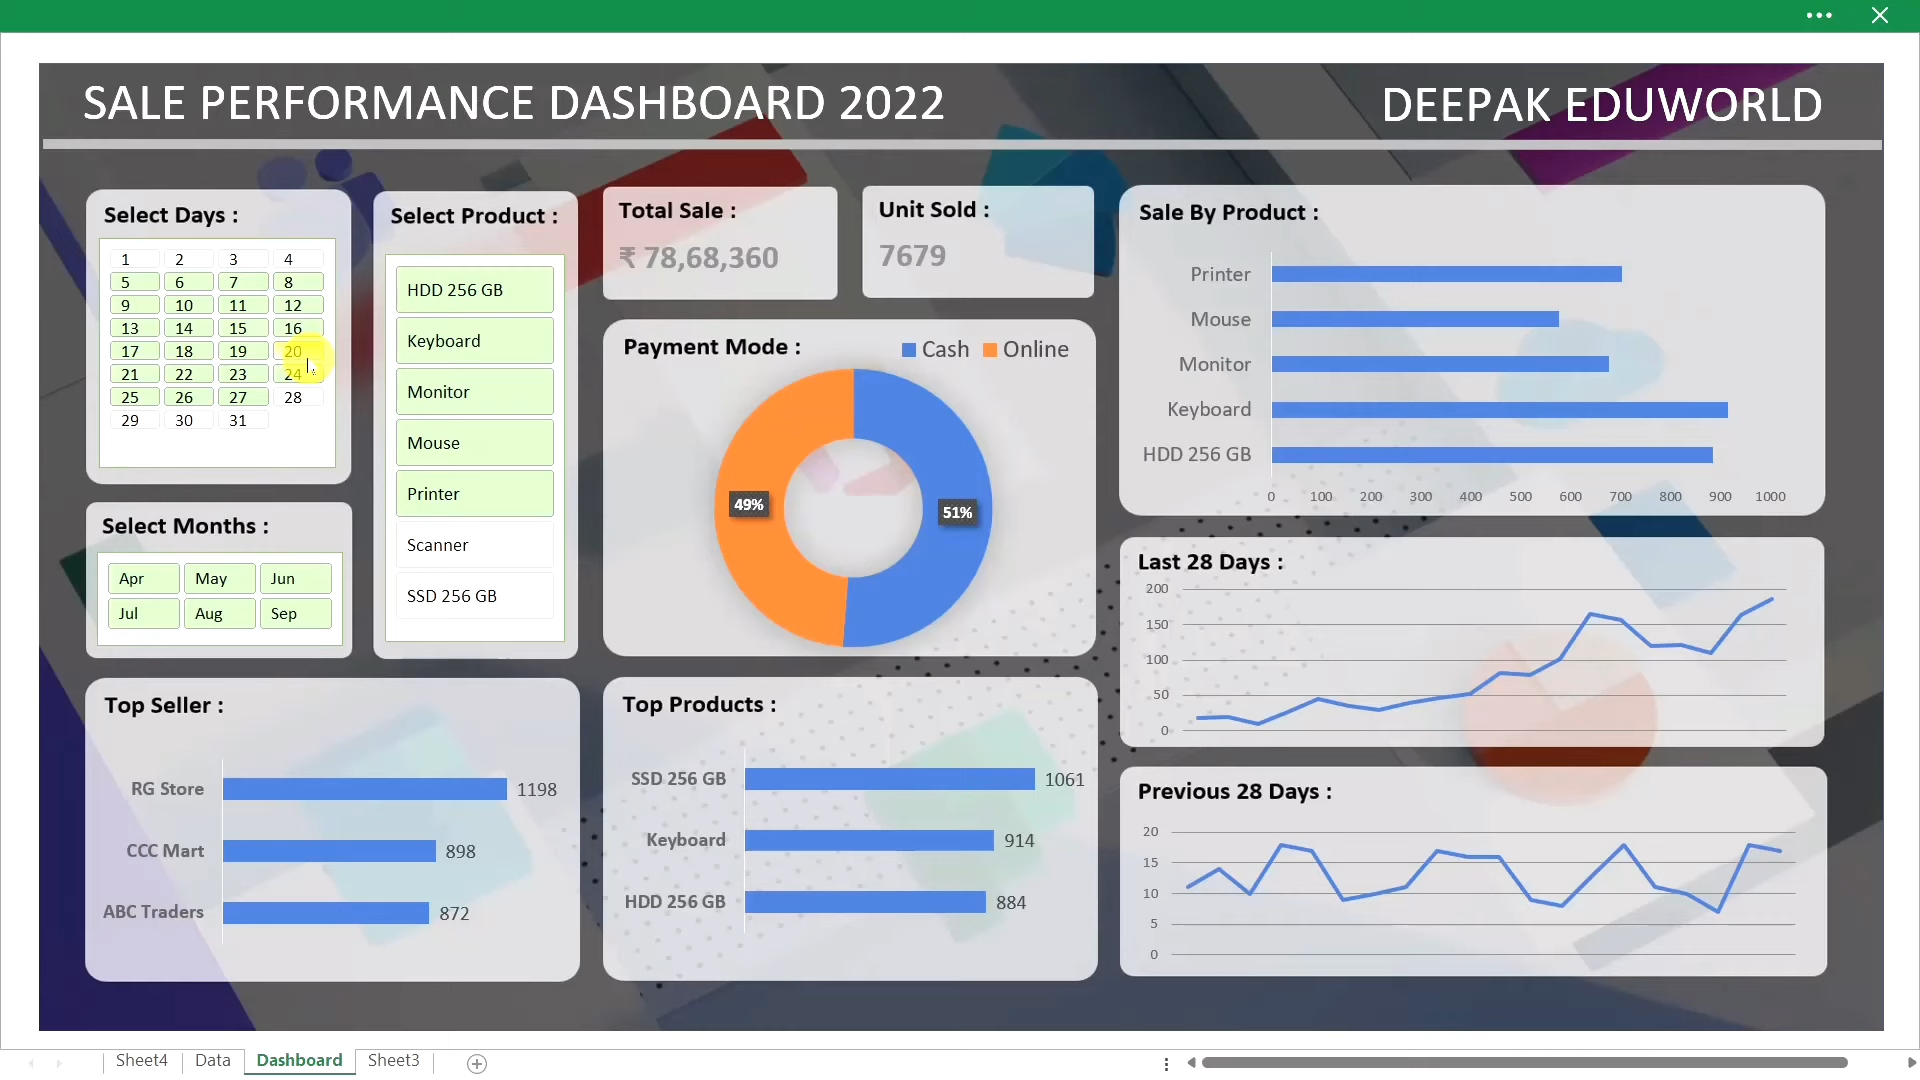 SALE PERFORMANCE DASHBOARD 2022
DEEPAK EDUWORLD
Select Days :
1 2 3 4
5 6 7 8
9 10 11 12
13 14 15 16
17 18 19 20
21 22 23 24
25 26 27 28
29 30 31
Select Months :
Apr May Jun
Jul Aug Sep
Select Product :
HDD 256 GB
Keyboard
Monitor
Mouse
Printer
Scanner
SSD 256 GB
Total Sale :
₹ 78,68,360
Unit Sold :
7679
Payment Mode :
Cash Online
49%
51%
Sale By Product :
Printer
Mouse
Monitor
Keyboard
HDD 256 GB
0 100 200 300 400 500 600 700 800 900 1000
Last 28 Days :
200
150
100
50
0
Previous 28 Days :
20
15
10
5
0
Top Seller :
RG Store 1198
CCC Mart 898
ABC Traders 872
Top Products :
SSD 256 GB 1061
Keyboard 914
HDD 256 GB 884
Sheet4 Data Dashboard Sheet3